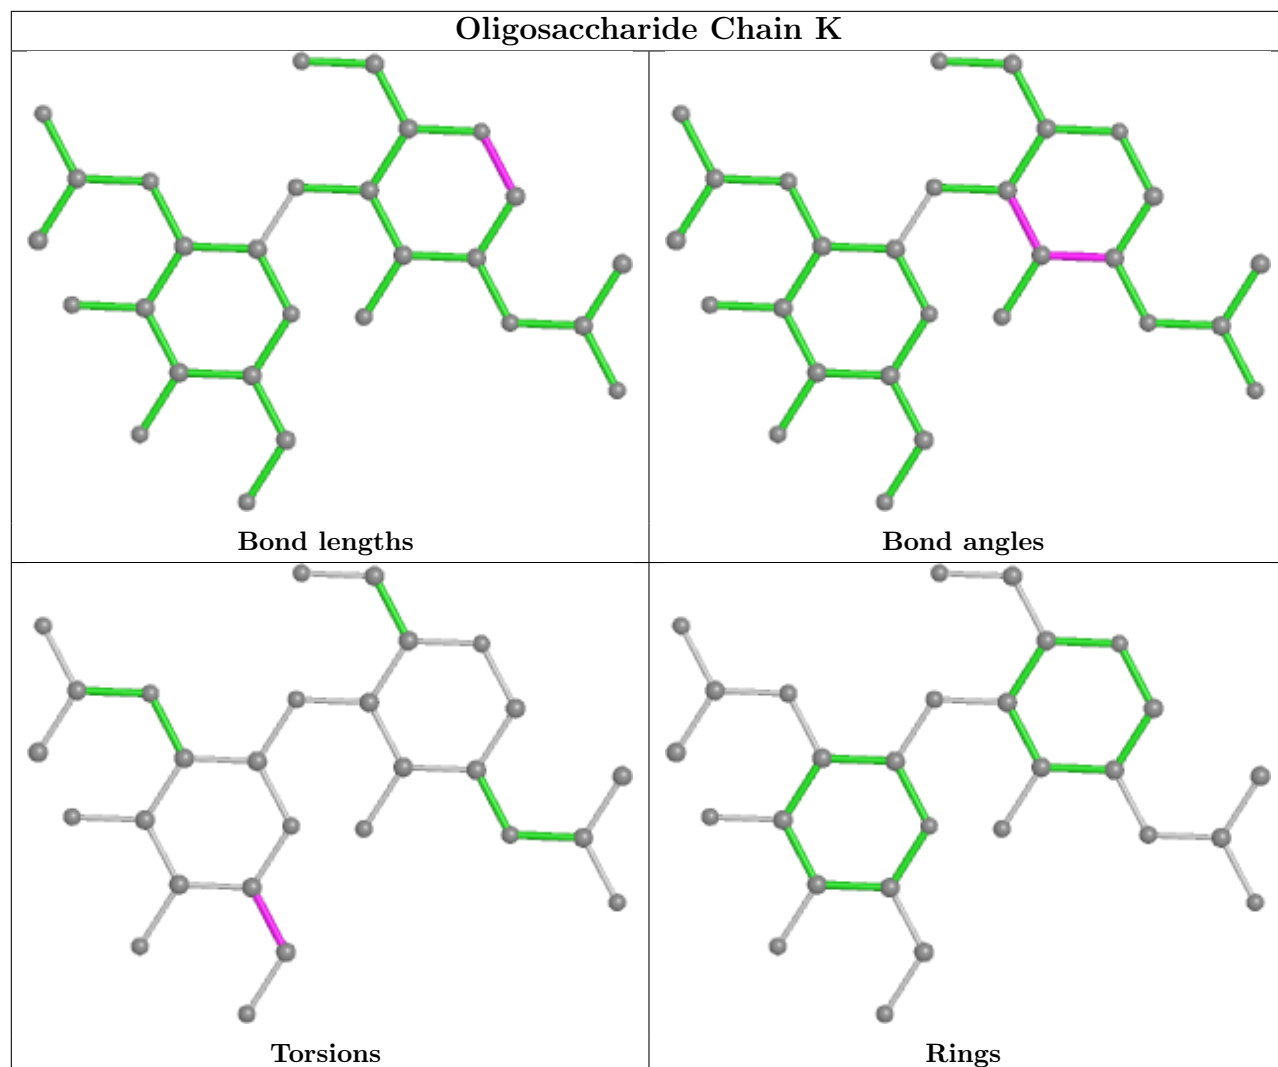 Oligosaccharide Chain K
Bond lengths
Bond angles
Torsions
Rings